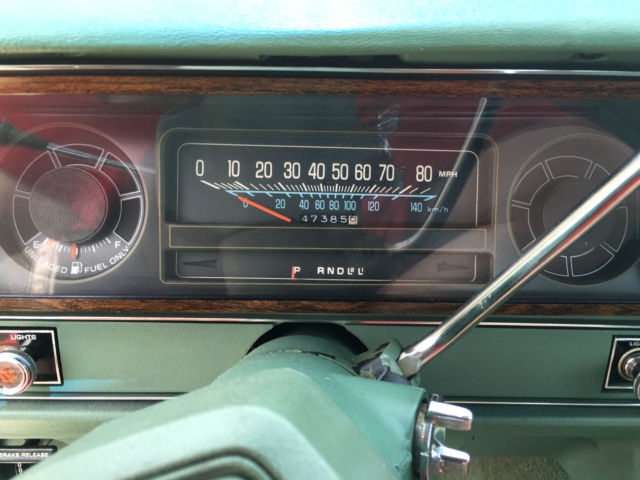 0 10 20 30 40 50 60 70 80 MPH
0 20 40 60 80 100 120 140 km/h
47385
E F
UNLEADED FUEL ONLY
P RNDL²L¹
LIGHTS
BRAKE RELEASE